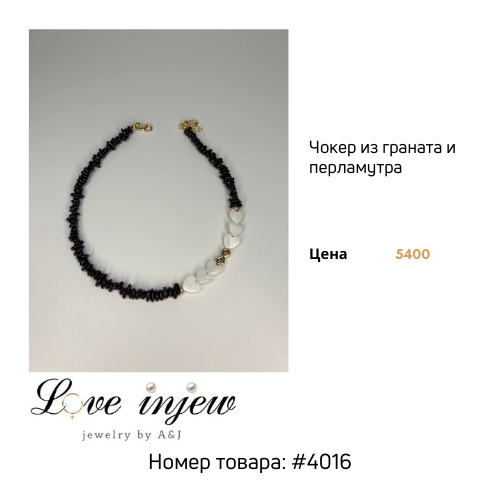 Чокер из граната и
перламутра
Цена 5400
Love injew
jewelry by A&J
Номер товара: #4016